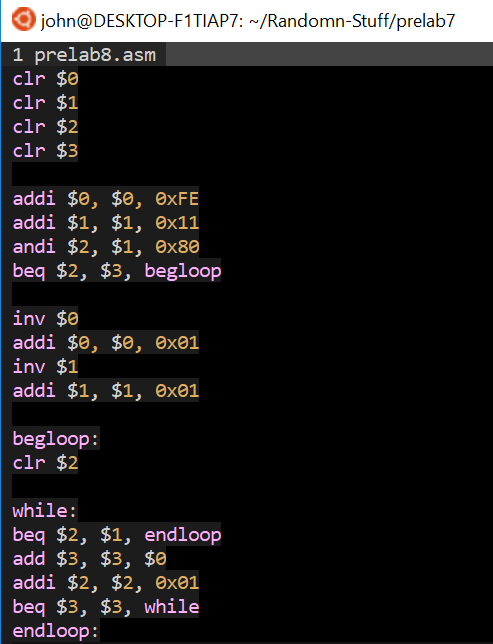 john@DESKTOP-F1TIAP7: ~/Randomn-Stuff/prelab7
1 prelab8.asm
clr $0
clr $1
clr $2
clr $3
addi $0, $0, 0xFE
addi $1, $1, 0x11
andi $2, $1, 0x80
beq $2, $3, begloop
inv $0
addi $0, $0, 0x01
inv $1
addi $1, $1, 0x01
begloop:
clr $2
while:
beq $2, $1, endloop
add $3, $3, $0
addi $2, $2, 0x01
beq $3, $3, while
endloop: